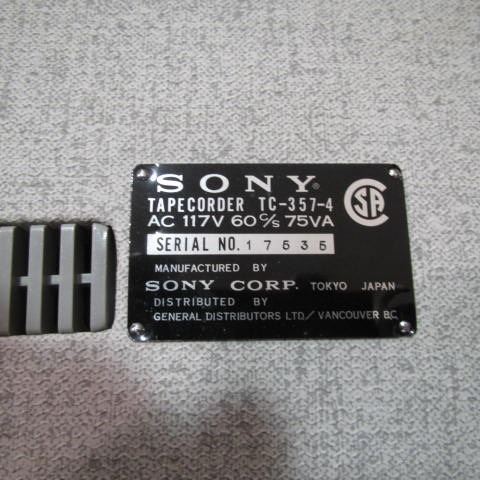 SONY®
TAPECORDER TC-357-4
AC 117V 60 c/s 75VA
SERIAL NO. 17535
MANUFACTURED BY
SONY CORP. TOKYO JAPAN
DISTRIBUTED BY
GENERAL DISTRIBUTORS LTD/ VANCOUVER BC
CSA